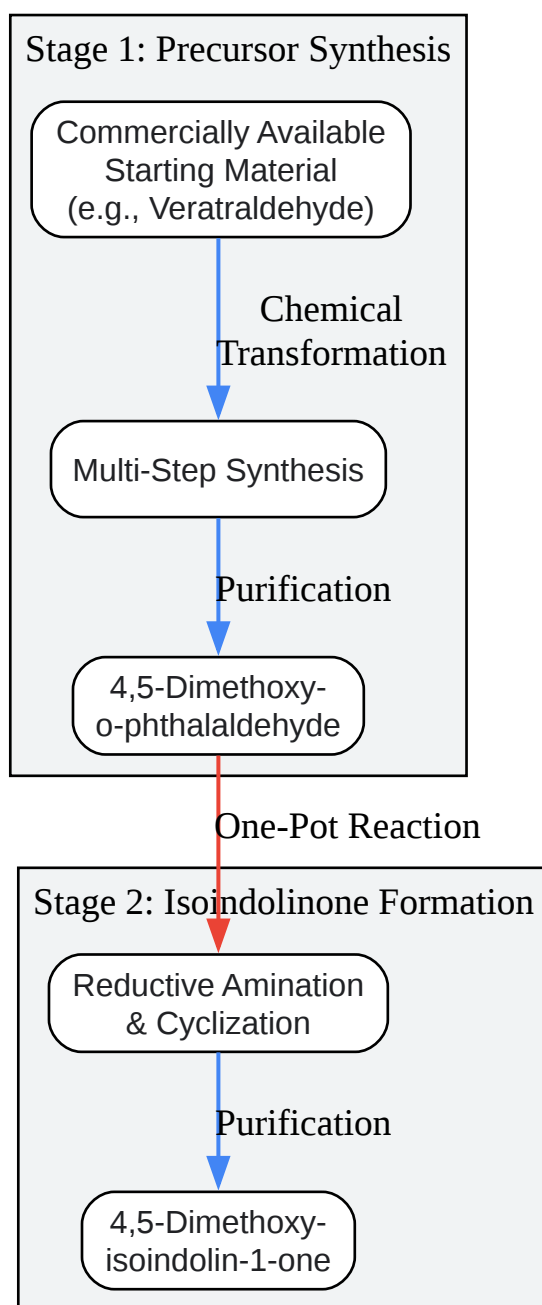 Stage 1: Precursor Synthesis
Commercially Available
Starting Material
(e.g., Veratraldehyde)
Chemical
Transformation
Multi-Step Synthesis
Purification
4,5-Dimethoxy-
o-phthalaldehyde
One-Pot Reaction
Stage 2: Isoindolinone Formation
Reductive Amination
& Cyclization
Purification
4,5-Dimethoxy-
isoindolin-1-one